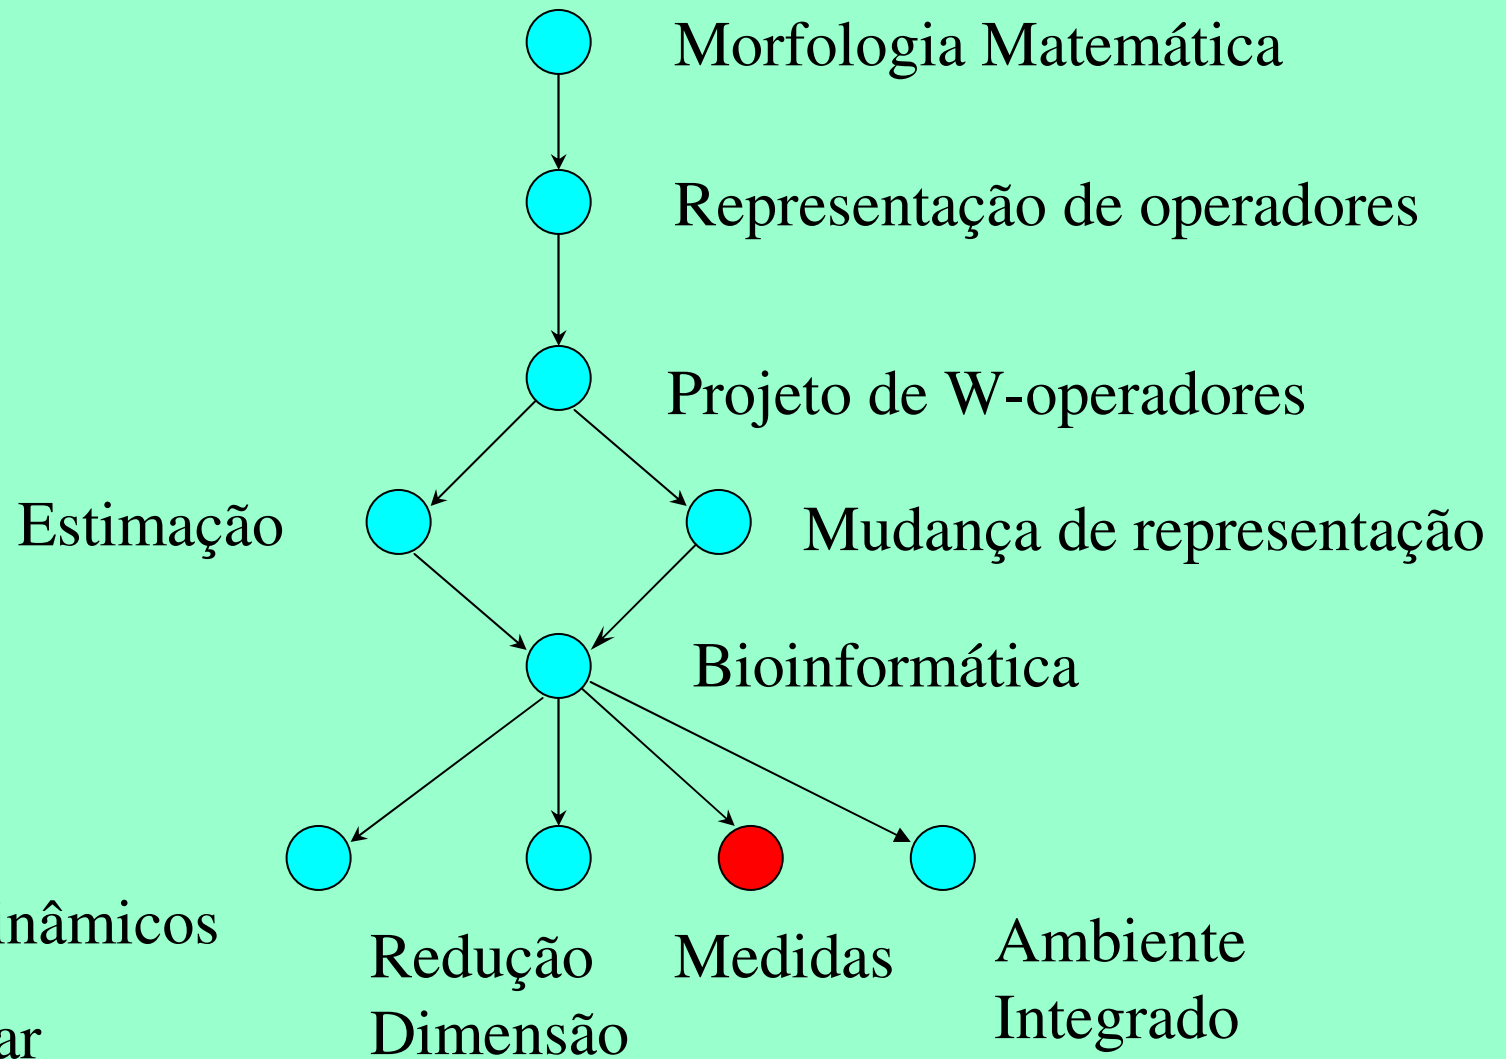 Morfologia Matemática
Representação de operadores
Projeto de W-operadores
Estimação
Mudança de representação
Bioinformática
Redução
Dimensão
Medidas
Ambiente
Integrado